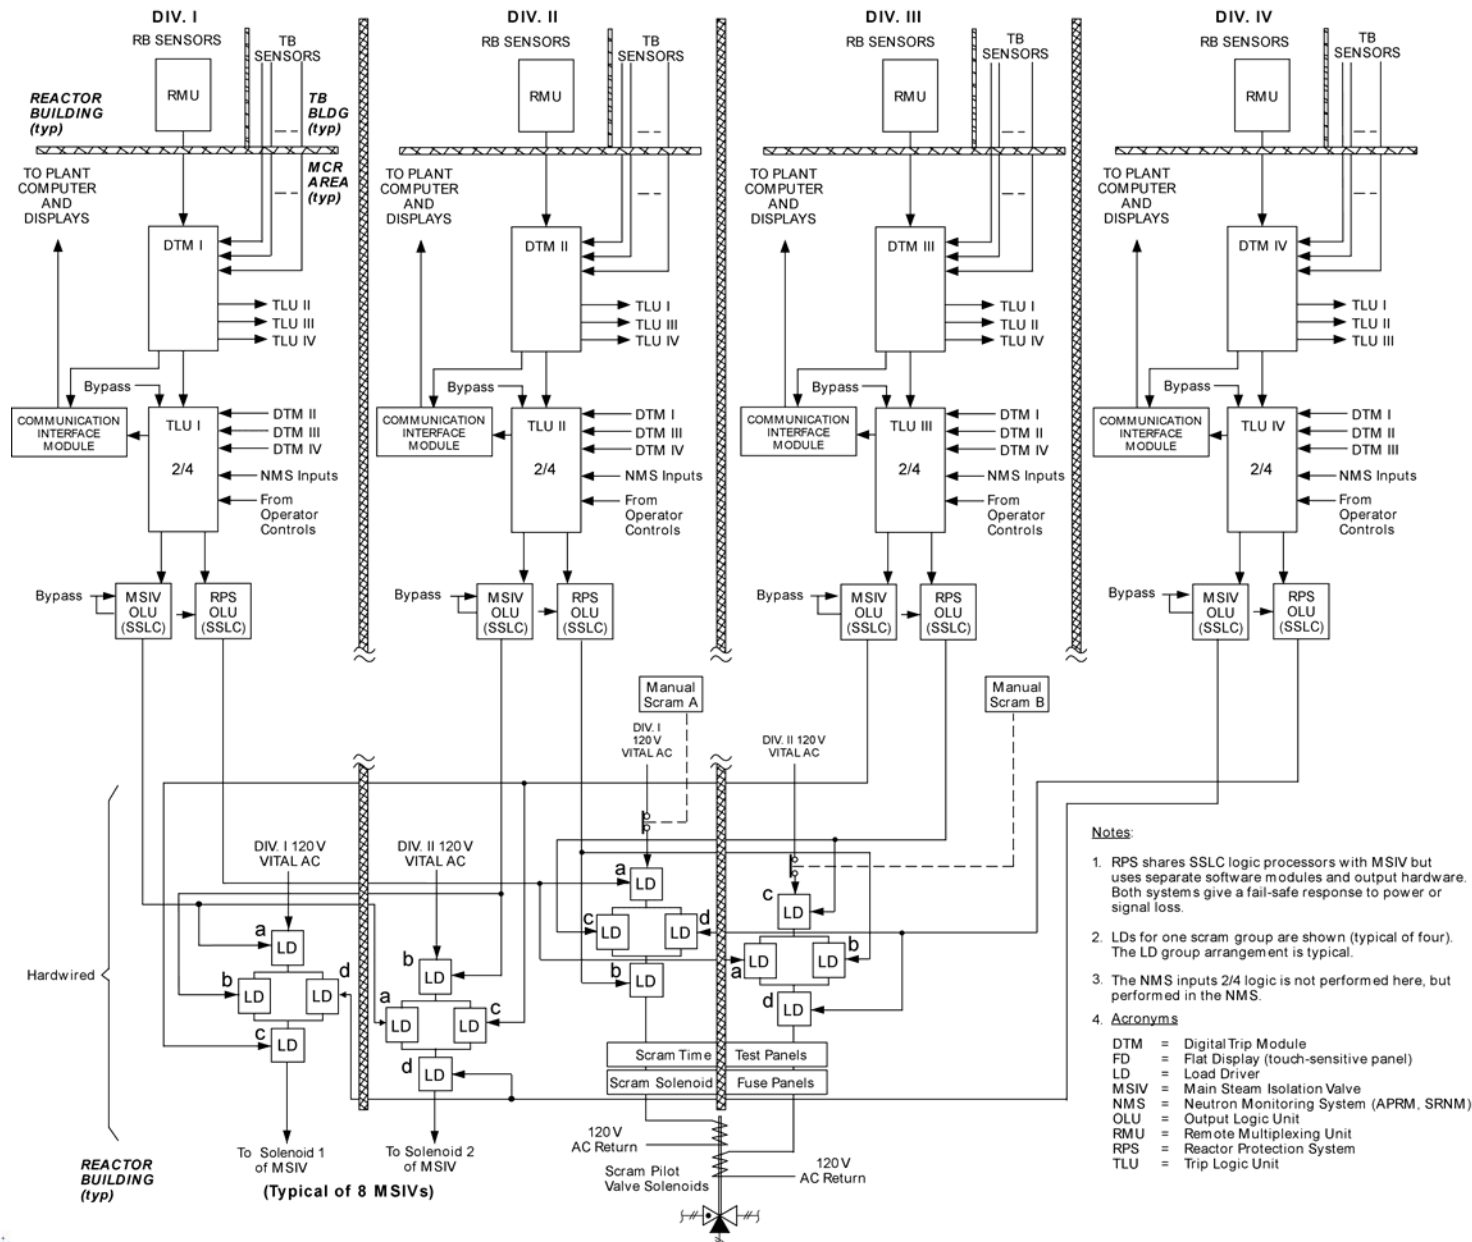 DIV. I
RB SENSORS
TB
SENSORS
RMU
REACTOR
BUILDING
(typ)
TB
BLDG
(typ)
MCR
AREA
(typ)
TO PLANT
COMPUTER
AND
DISPLAYS
DTM I
TLU II
TLU III
TLU IV
Bypass
COMMUNICATION
INTERFACE
MODULE
TLU I
2/4
DTM II
DTM III
DTM IV
NMS Inputs
From
Operator
Controls
Bypass
MSIV
OLU
(SSLC)
RPS
OLU
(SSLC)
DIV. II
RB SENSORS
TB
SENSORS
RMU
TO PLANT
COMPUTER
AND
DISPLAYS
DTM II
TLU I
TLU III
TLU IV
Bypass
COMMUNICATION
INTERFACE
MODULE
TLU II
2/4
DTM I
DTM III
DTM IV
NMS Inputs
From
Operator
Controls
Bypass
MSIV
OLU
(SSLC)
RPS
OLU
(SSLC)
DIV. III
RB SENSORS
TB
SENSORS
RMU
TO PLANT
COMPUTER
AND
DISPLAYS
DTM III
TLU I
TLU II
TLU IV
Bypass
COMMUNICATION
INTERFACE
MODULE
TLU III
2/4
DTM I
DTM II
DTM IV
NMS Inputs
From
Operator
Controls
Bypass
MSIV
OLU
(SSLC)
RPS
OLU
(SSLC)
DIV. IV
RB SENSORS
TB
SENSORS
RMU
TO PLANT
COMPUTER
AND
DISPLAYS
DTM IV
TLU I
TLU II
TLU III
Bypass
COMMUNICATION
INTERFACE
MODULE
TLU IV
2/4
DTM I
DTM II
DTM III
NMS Inputs
From
Operator
Controls
Bypass
MSIV
OLU
(SSLC)
RPS
OLU
(SSLC)
Manual
Scram A
Manual
Scram B
DIV. I
120 V
VITAL AC
DIV. II 120 V
VITAL AC
Hardwired
DIV. I 120 V
VITAL AC
a
LD
b
LD
d
LD
c
LD
To Solenoid 1
of MSIV
DIV. II 120 V
VITAL AC
b
LD
a
LD
c
LD
d
LD
To Solenoid 2
of MSIV
(Typical of 8 MSIVs)
REACTOR
BUILDING
(typ)
a
LD
c
LD
d
LD
b
LD
c
LD
a
LD
b
LD
d
LD
Scram Time
Test Panels
Scram Solenoid
Fuse Panels
120 V
AC Return
Scram Pilot
Valve Solenoids
120 V
AC Return
Notes:
1. RPS shares SSLC logic processors with MSIV but
uses separate software modules and output hardware.
Both systems give a fail-safe response to power or
signal loss.
2. LDs for one scram group are shown (typical of four).
The LD group arrangement is typical.
3. The NMS inputs 2/4 logic is not performed here, but
performed in the NMS.
4. Acronyms
DTM = Digital Trip Module
FD = Flat Display (touch-sensitive panel)
LD = Load Driver
MSIV = Main Steam Isolation Valve
NMS = Neutron Monitoring System (APRM, SRNM)
OLU = Output Logic Unit
RMU = Remote Multiplexing Unit
RPS = Reactor Protection System
TLU = Trip Logic Unit